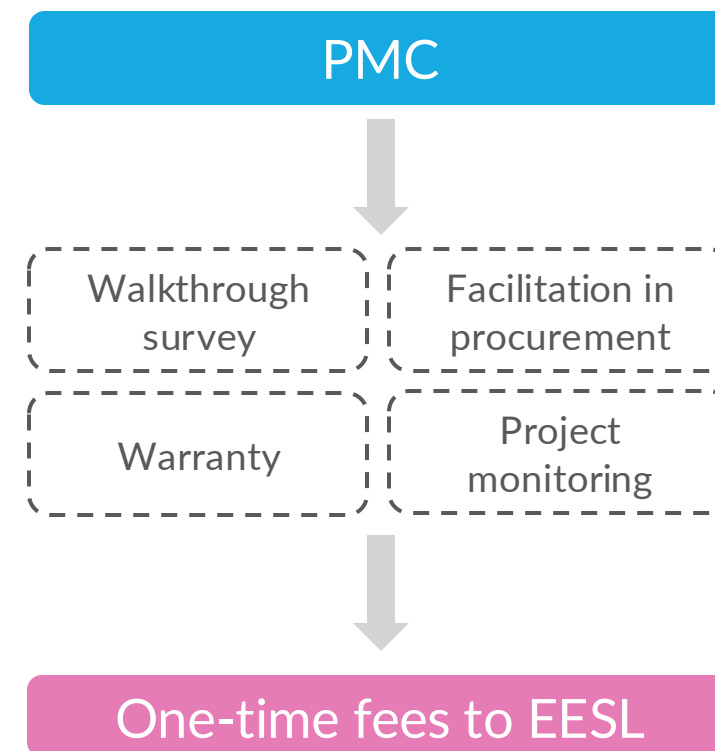 PMC
Walkthrough
survey
Facilitation in
procurement
Warranty
Project
monitoring
One-time fees to EESL